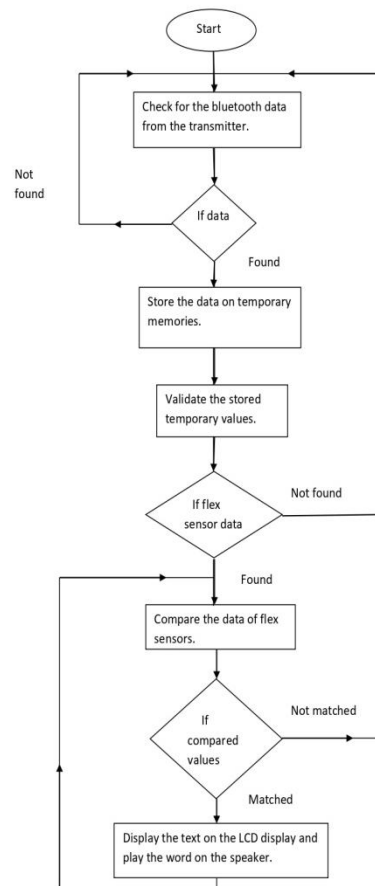 Start
Check for the bluetooth data
from the transmitter.
Not
found
If data
Found
Store the data on temporary
memories.
Validate the stored
temporary values.
If flex
sensor data
Not found
Found
Compare the data of flex
sensors.
If
compared
values
Not matched
Matched
Display the text on the LCD display and
play the word on the speaker.